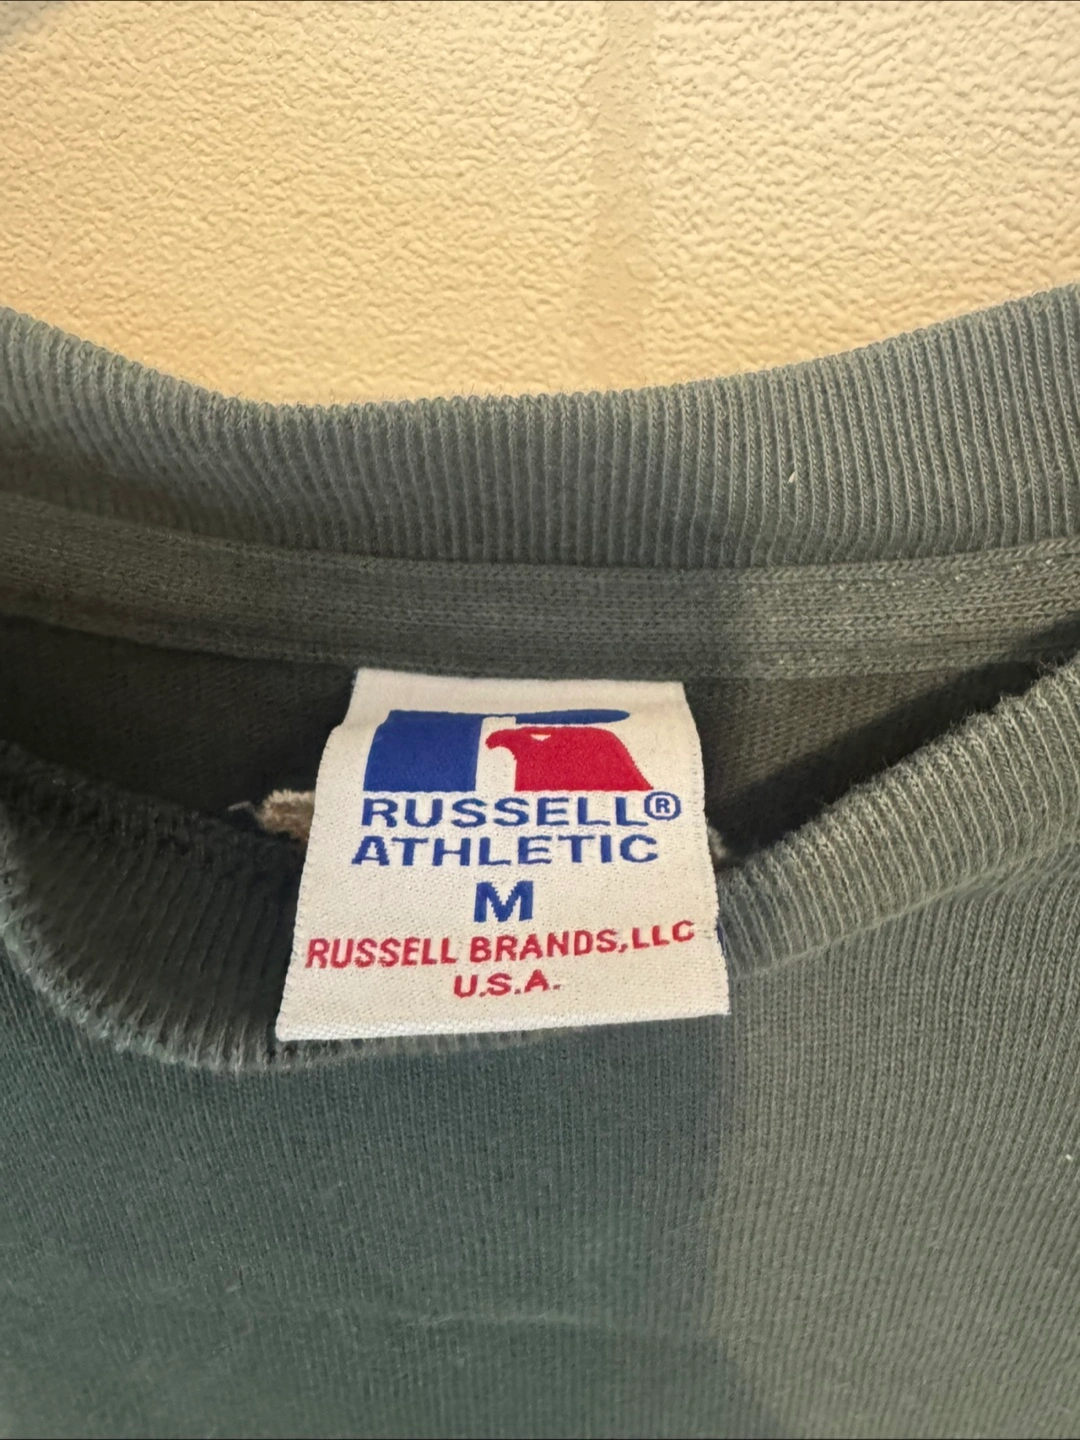 RUSSELL®
ATHLETIC
M
RUSSELL BRANDS,LLC
U.S.A.